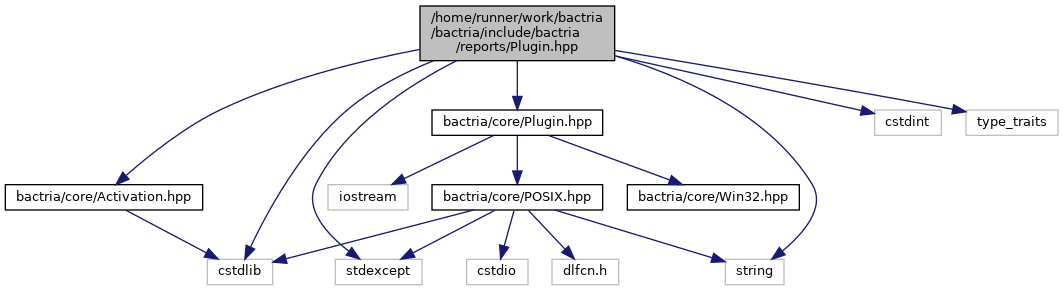 /home/runner/work/bactria
/bactria/include/bactria
/reports/Plugin.hpp
bactria/core/Plugin.hpp
cstdint
type_traits
bactria/core/Activation.hpp
iostream
bactria/core/POSIX.hpp
bactria/core/Win32.hpp
cstdlib
stdexcept
cstdio
dlfcn.h
string